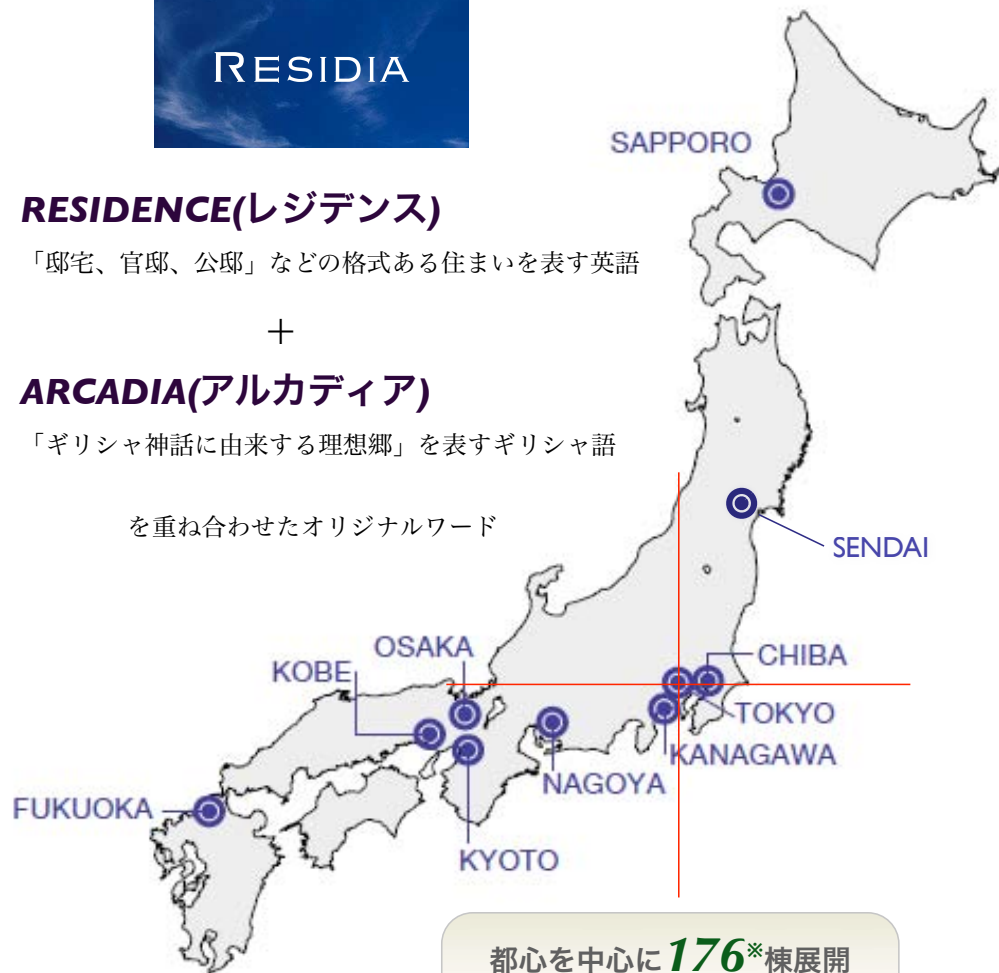 RESIDIA
SAPPORO
RESIDENCE(レジデンス)
「邸宅、官邸、公邸」などの格式ある住まいを表す英語
+
ARCADIA(アルカディア)
「ギリシャ神話に由来する理想郷」を表すギリシャ語
を重ね合わせたオリジナルワード
SENDAI
OSAKA
CHIBA
KOBE
TOKYO
KANAGAWA
NAGOYA
FUKUOKA
KYOTO
都心を中心に176※棟展開